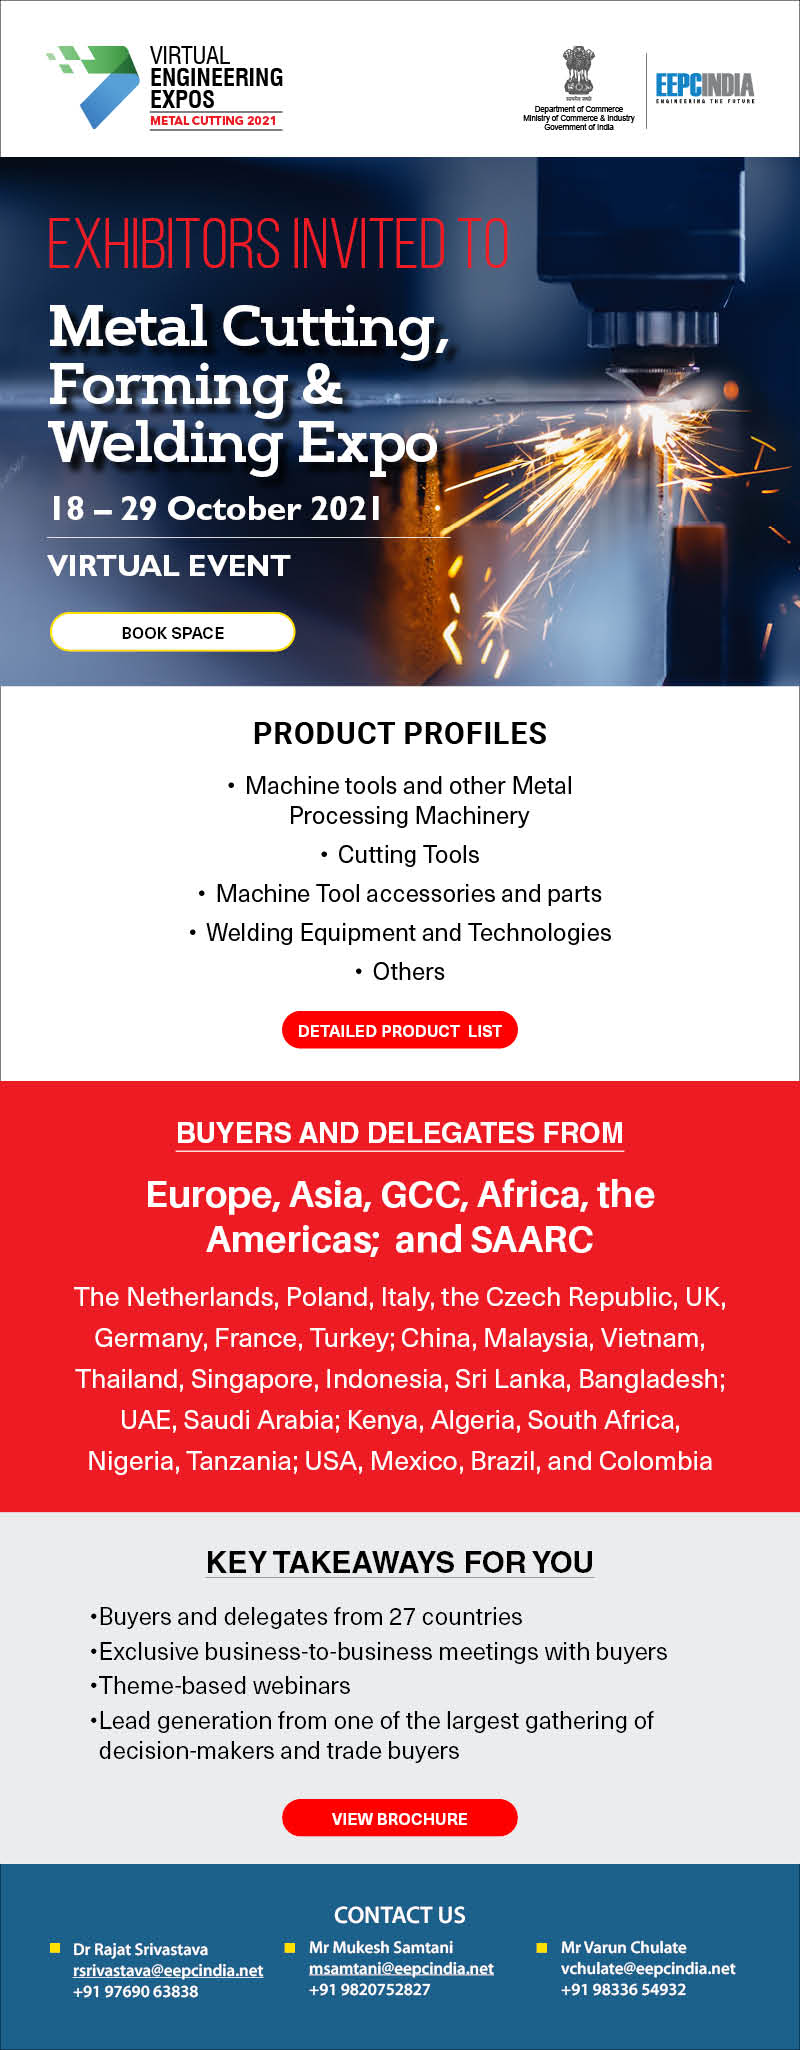 VIRTUAL
ENGINEERING
EXPOS
METAL CUTTING 2021
सत्यमेव जयते
Department of Commerce
Ministry of Commerce & Industry
Government of India
EEPCINDIA
ENGINEERING THE FUTURE
EXHIBITORS INVITED TO
Metal Cutting,
Forming &
Welding Expo
18 – 29 October 2021
VIRTUAL EVENT
BOOK SPACE
PRODUCT PROFILES
• Machine tools and other Metal
Processing Machinery
• Cutting Tools
• Machine Tool accessories and parts
• Welding Equipment and Technologies
• Others
DETAILED PRODUCT LIST
BUYERS AND DELEGATES FROM
Europe, Asia, GCC, Africa, the
Americas; and SAARC
The Netherlands, Poland, Italy, the Czech Republic, UK,
Germany, France, Turkey; China, Malaysia, Vietnam,
Thailand, Singapore, Indonesia, Sri Lanka, Bangladesh;
UAE, Saudi Arabia; Kenya, Algeria, South Africa,
Nigeria, Tanzania; USA, Mexico, Brazil, and Colombia
KEY TAKEAWAYS FOR YOU
•Buyers and delegates from 27 countries
•Exclusive business-to-business meetings with buyers
•Theme-based webinars
•Lead generation from one of the largest gathering of
decision-makers and trade buyers
VIEW BROCHURE
CONTACT US
Dr Rajat Srivastava
rsrivastava@eepcindia.net
+91 97690 63838
Mr Mukesh Samtani
msamtani@eepcindia.net
+91 9820752827
Mr Varun Chulate
vchulate@eepcindia.net
+91 98336 54932